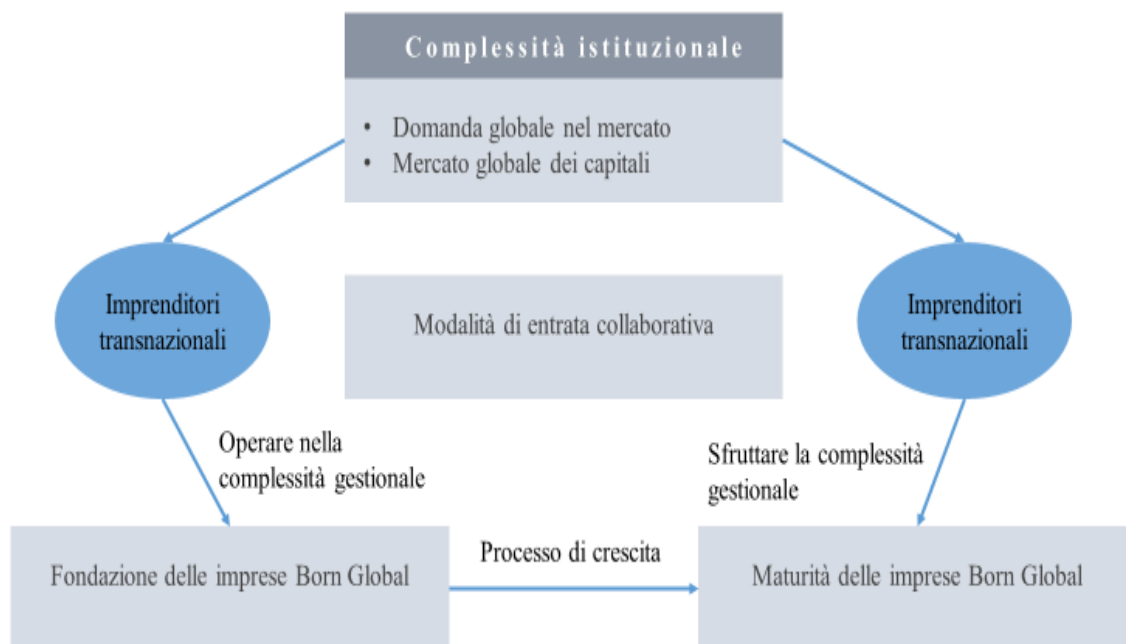 Complessità istituzionale
• Domanda globale nel mercato
• Mercato globale dei capitali
Imprenditori
transnazionali
Modalità di entrata collaborativa
Imprenditori
transnazionali
Operare nella
complessità gestionale
Sfruttare la complessità
gestionale
Fondazione delle imprese Born Global
Processo di crescita
Maturità delle imprese Born Global